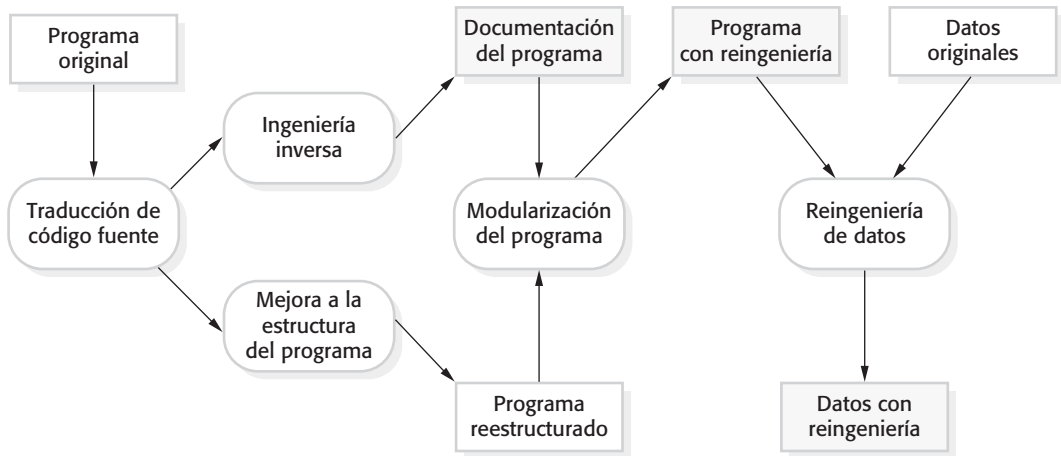 Programa
original
Documentación
del programa
Programa
con reingeniería
Datos
originales
Ingeniería
inversa
Traducción de
código fuente
Modularización
del programa
Reingeniería
de datos
Mejora a la
estructura
del programa
Programa
reestructurado
Datos con
reingeniería